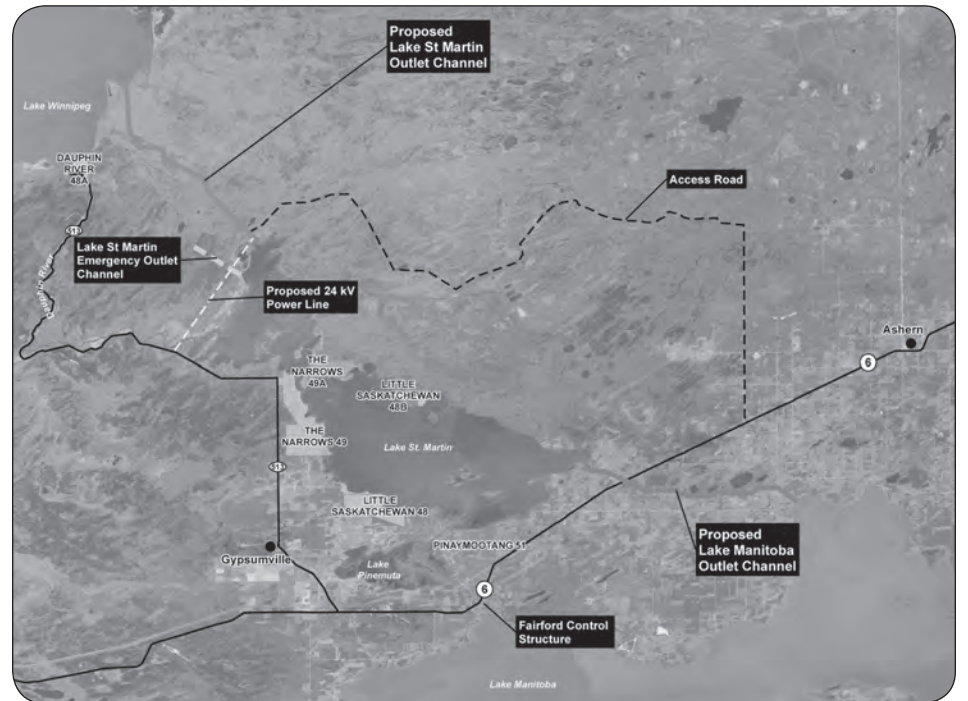 Proposed
Lake St Martin
Outlet Channel
Lake Winnipeg
DAUPHIN
RIVER
48A
Access Road
513
Lake St Martin
Emergency Outlet
Channel
Dauphin River
Proposed 24 kV
Power Line
Ashern
6
THE
NARROWS
49A
LITTLE
SASKATCHEWAN
48B
THE
NARROWS 49
Lake St. Martin
513
LITTLE
SASKATCHEWAN 48
Proposed
Lake Manitoba
Outlet Channel
PINAYMOOTANG 51
Gypsumville
Lake
Pinemuta
6
Fairford Control
Structure
Lake Manitoba